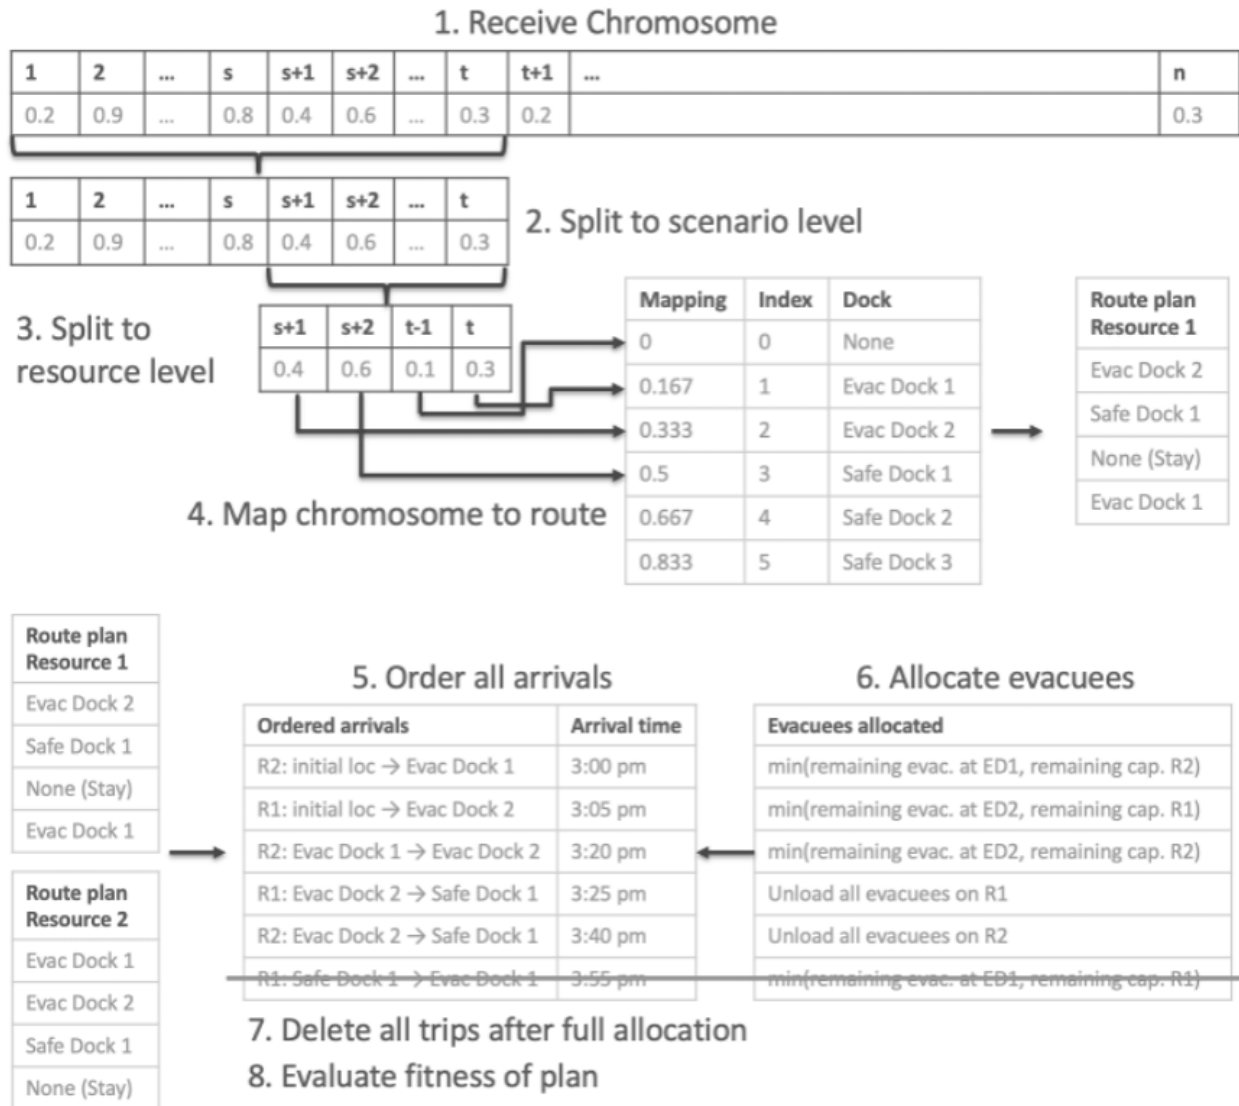 1. Receive Chromosome
1 2 ... s s+1 s+2 ... t t+1 ... n
0.2 0.9 ... 0.8 0.4 0.6 ... 0.3 0.2 0.3
1 2 ... s s+1 s+2 ... t
0.2 0.9 ... 0.8 0.4 0.6 ... 0.3
2. Split to scenario level
3. Split to
resource level
s+1 s+2 t-1 t
0.4 0.6 0.1 0.3
4. Map chromosome to route
Mapping Index Dock
0 0 None
0.167 1 Evac Dock 1
0.333 2 Evac Dock 2
0.5 3 Safe Dock 1
0.667 4 Safe Dock 2
0.833 5 Safe Dock 3
Route plan
Resource 1
Evac Dock 2
Safe Dock 1
None (Stay)
Evac Dock 1
Route plan
Resource 1
Evac Dock 2
Safe Dock 1
None (Stay)
Evac Dock 1
Route plan
Resource 2
Evac Dock 1
Evac Dock 2
Safe Dock 1
None (Stay)
5. Order all arrivals
Ordered arrivals Arrival time
R2: initial loc → Evac Dock 1 3:00 pm
R1: initial loc → Evac Dock 2 3:05 pm
R2: Evac Dock 1 → Evac Dock 2 3:20 pm
R1: Evac Dock 2 → Safe Dock 1 3:25 pm
R2: Evac Dock 2 → Safe Dock 1 3:40 pm
R1: Safe Dock 1 → Evac Dock 1 3:55 pm
6. Allocate evacuees
Evacuees allocated
min(remaining evac. at ED1, remaining cap. R2)
min(remaining evac. at ED2, remaining cap. R1)
min(remaining evac. at ED2, remaining cap. R2)
Unload all evacuees on R1
Unload all evacuees on R2
min(remaining evac. at ED1, remaining cap. R1)
7. Delete all trips after full allocation
8. Evaluate fitness of plan